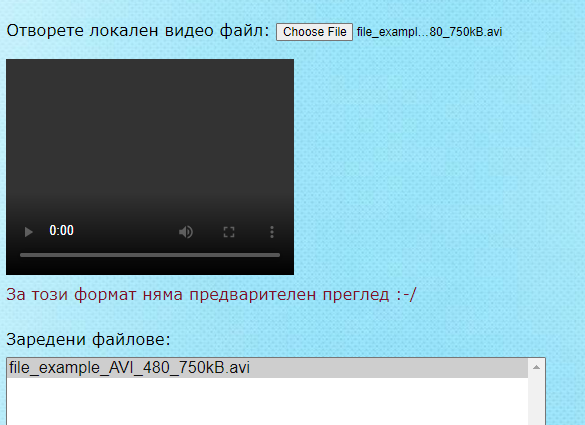 Отворете локален видео файл: Choose File file_exampl...80_750kB.avi
0:00
За този формат няма предварителен преглед :-/
Заредени файлове:
file_example_AVI_480_750kB.avi